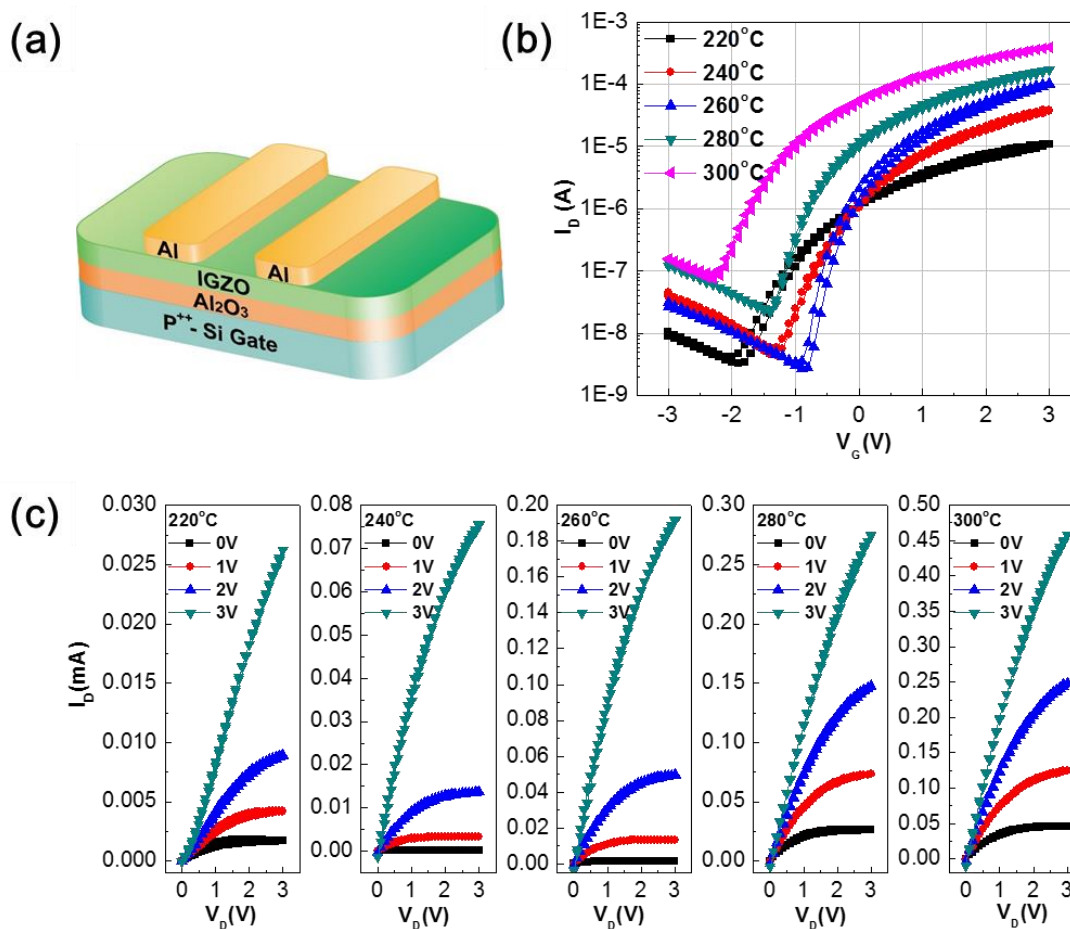 (a)
Al
Al
IGZO
Al₂O₃
P⁺⁺- Si Gate
(b)
220°C
240°C
260°C
280°C
300°C
1E-3
1E-4
1E-5
1E-6
1E-7
1E-8
1E-9
I_D (A)
-3 -2 -1 0 1 2 3
V_G(V)
(c)
I_D(mA)
0.030
0.025
0.020
0.015
0.010
0.005
0.000
220°C
0V
1V
2V
3V
0 1 2 3
V_D(V)
0.08
0.07
0.06
0.05
0.04
0.03
0.02
0.01
0.00
240°C
0V
1V
2V
3V
0 1 2 3
V_D(V)
0.20
0.18
0.16
0.14
0.12
0.10
0.08
0.06
0.04
0.02
0.00
260°C
0V
1V
2V
3V
0 1 2 3
V_D(V)
0.30
0.25
0.20
0.15
0.10
0.05
0.00
280°C
0V
1V
2V
3V
0 1 2 3
V_D(V)
0.50
0.45
0.40
0.35
0.30
0.25
0.20
0.15
0.10
0.05
0.00
300°C
0V
1V
2V
3V
0 1 2 3
V_D(V)